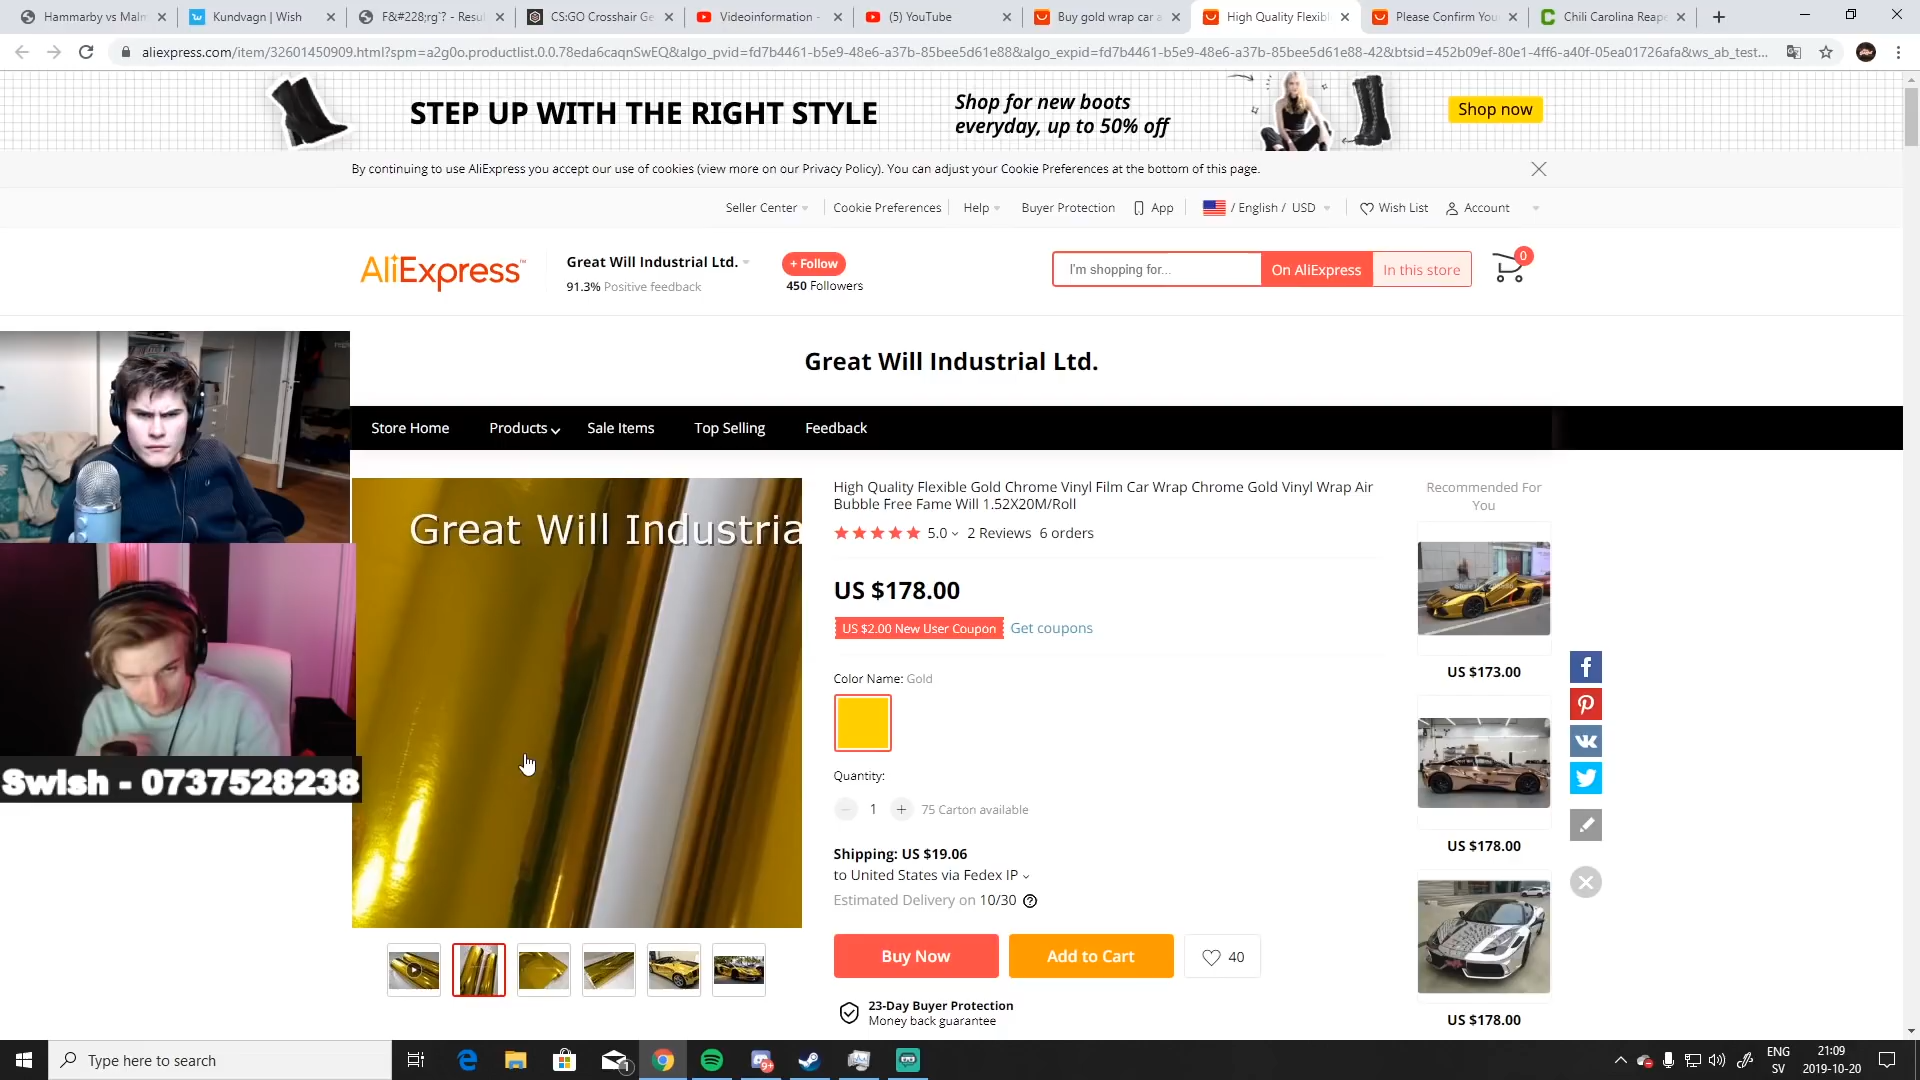 Hammarby vs Malm
Kundvagn | Wish
F&#228;rg`? - Resul
CS:GO Crosshair Ge
Videoinformation -
(5) YouTube
Buy gold wrap car a
High Quality Flexibl
Please Confirm You
Chili Carolina Reape
aliexpress.com/item/32601450909.html?spm=a2g0o.productlist.0.0.78eda6caqnSwEQ&algo_pvid=fd7b4461-b5e9-48e6-a37b-85bee5d61e88&algo_expid=fd7b4461-b5e9-48e6-a37b-85bee5d61e88-42&btsid=452b09ef-80e1-4ff6-a40f-05ea01726afa&ws_ab_test...
STEP UP WITH THE RIGHT STYLE
Shop for new boots
everyday, up to 50% off
Shop now
By continuing to use AliExpress you accept our use of cookies (view more on our Privacy Policy). You can adjust your Cookie Preferences at the bottom of this page.
Seller Center
Cookie Preferences
Help
Buyer Protection
App
/ English / USD
Wish List
Account
AliExpress™
Great Will Industrial Ltd.
91.3% Positive feedback
+ Follow
450 Followers
I'm shopping for...
On AliExpress
In this store
0
Great Will Industrial Ltd.
Store Home
Products
Sale Items
Top Selling
Feedback
Great Will Industria
High Quality Flexible Gold Chrome Vinyl Film Car Wrap Chrome Gold Vinyl Wrap Air
Bubble Free Fame Will 1.52X20M/Roll
5.0
2 Reviews
6 orders
US $178.00
US $2.00 New User Coupon
Get coupons
Color Name: Gold
Quantity:
1
75 Carton available
Shipping: US $19.06
to United States via Fedex IP
Estimated Delivery on 10/30
Buy Now
Add to Cart
40
23-Day Buyer Protection
Money back guarantee
Recommended For
You
US $173.00
US $178.00
US $178.00
Swish - 0737528238
Type here to search
1
9+
ENG
SV
21:09
2019-10-20